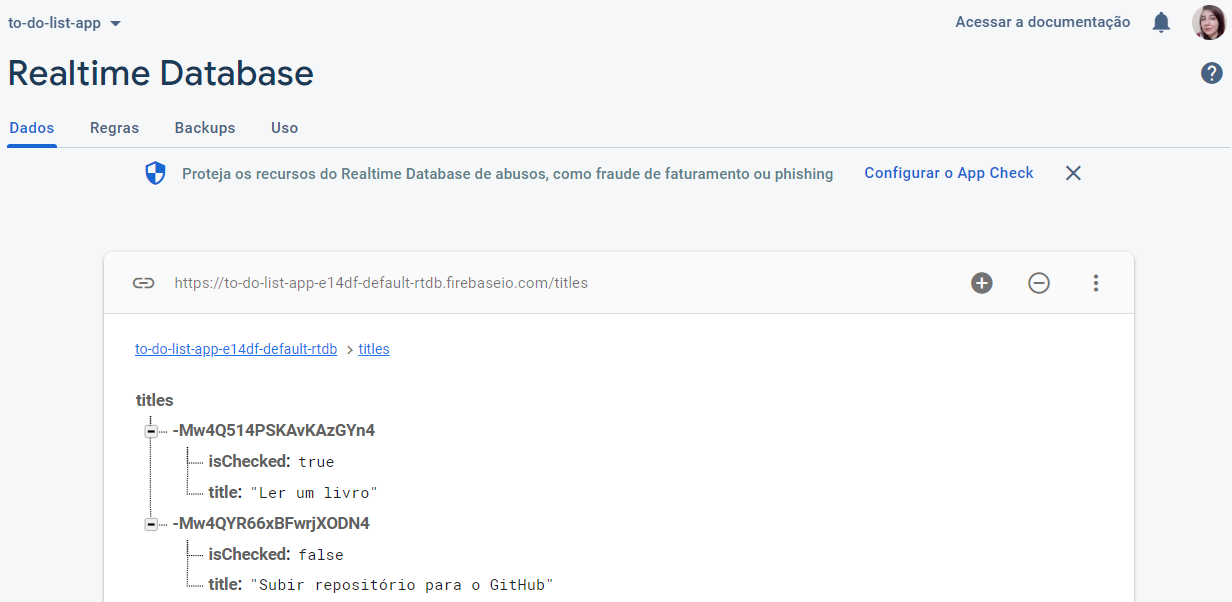 to-do-list-app
Acessar a documentação
Realtime Database
?
Dados Regras Backups Uso
Proteja os recursos do Realtime Database de abusos, como fraude de faturamento ou phishing Configurar o App Check
https://to-do-list-app-e14df-default-rtdb.firebaseio.com/titles
to-do-list-app-e14df-default-rtdb > titles
titles
-Mw4Q514PSKAvKAzGYn4
isChecked: true
title: "Ler um livro"
-Mw4QYR66xBFwrjXODN4
isChecked: false
title: "Subir repositório para o GitHub"